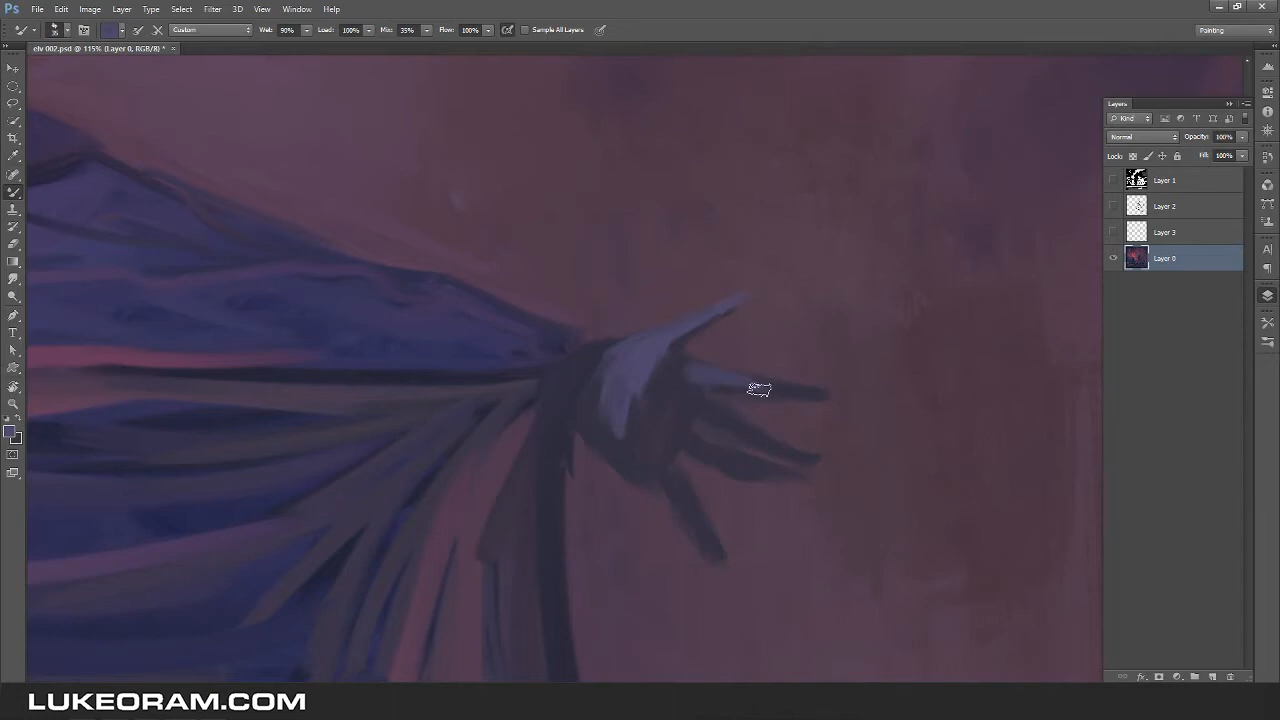 Ps File Edit Image Layer Type Select Filter 3D View Window Help
Custom Wet: 90% Load: 100% Mix: 35% Flow: 100% Sample All Layers Painting
elv 002.psd @ 115% (Layer 0, RGB/8) * ×
Layers
Kind
Normal Opacity: 100%
Lock: Fill: 100%
Layer 1
Layer 2
Layer 3
Layer 0
LUKEORAM.COM